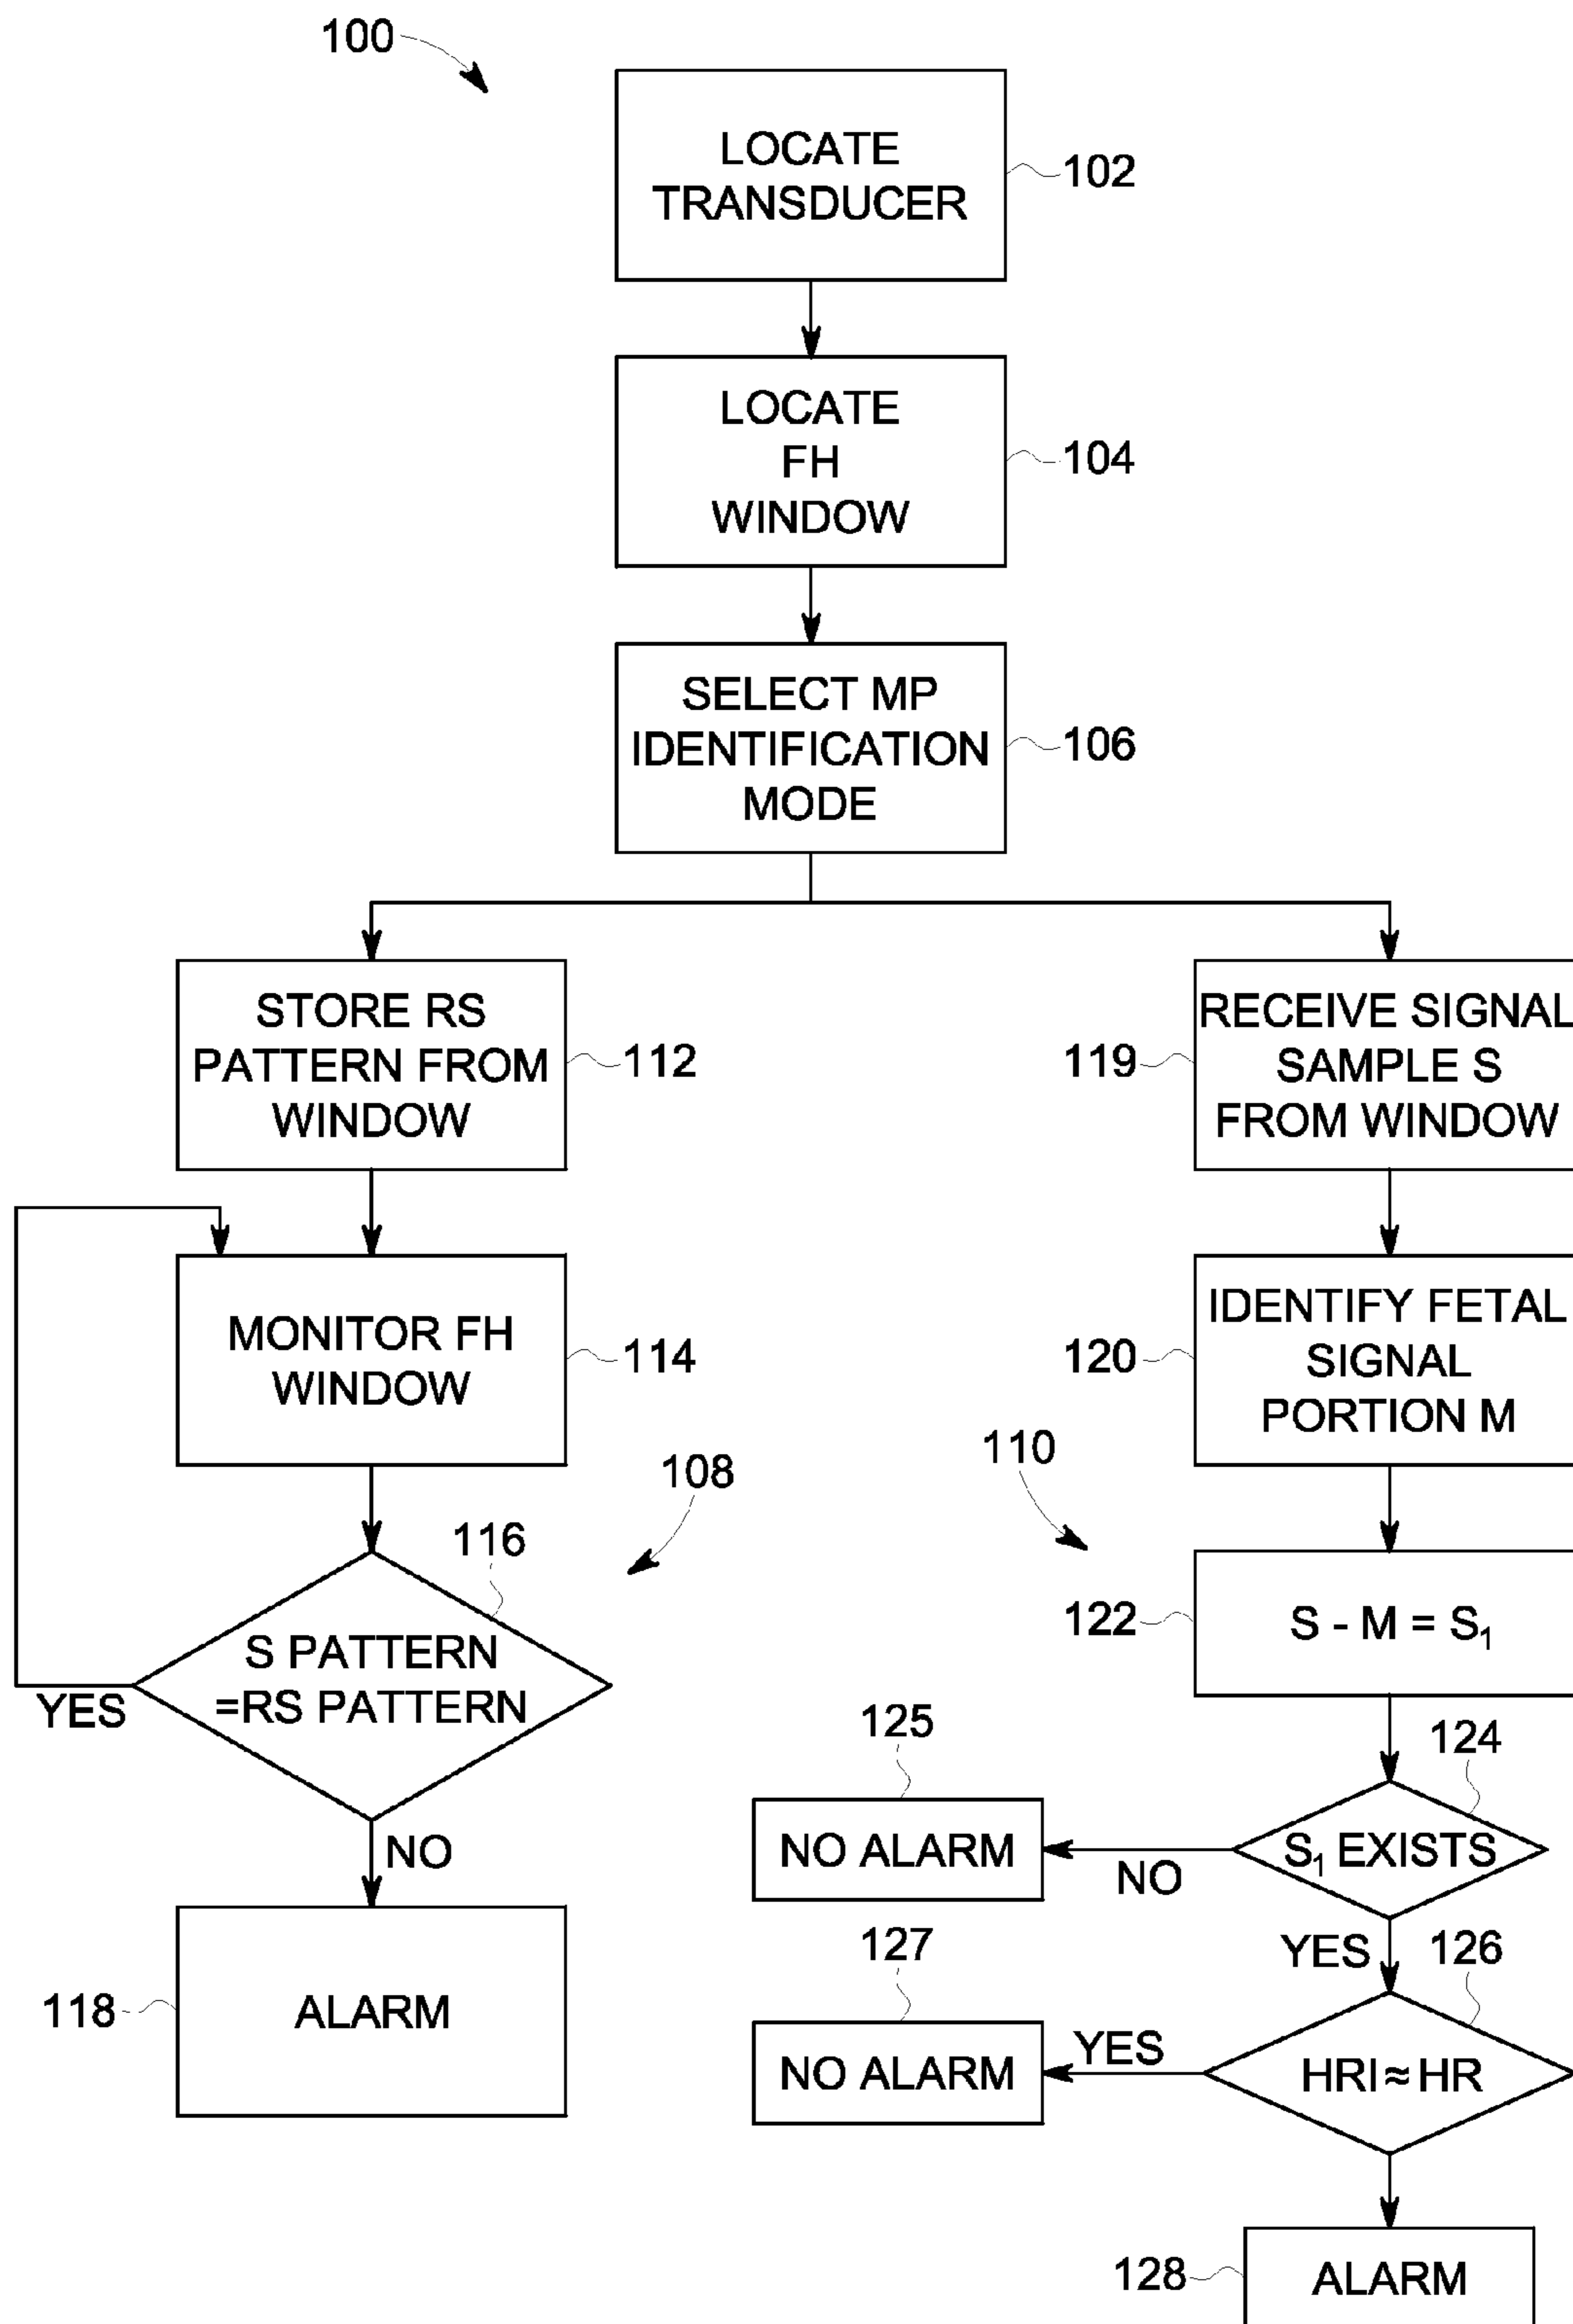 100
LOCATE
TRANSDUCER
102
LOCATE
FH
WINDOW
104
SELECT MP
IDENTIFICATION
MODE
106
STORE RS
PATTERN FROM
WINDOW
112
MONITOR FH
WINDOW
114
108
116
S PATTERN
=RS PATTERN
YES
NO
118
ALARM
119
RECEIVE SIGNAL
SAMPLE S
FROM WINDOW
120
IDENTIFY FETAL
SIGNAL
PORTION M
110
122
S - M = S₁
124
S₁ EXISTS
NO
125
NO ALARM
YES
126
HRI≈HR
YES
127
NO ALARM
128
ALARM